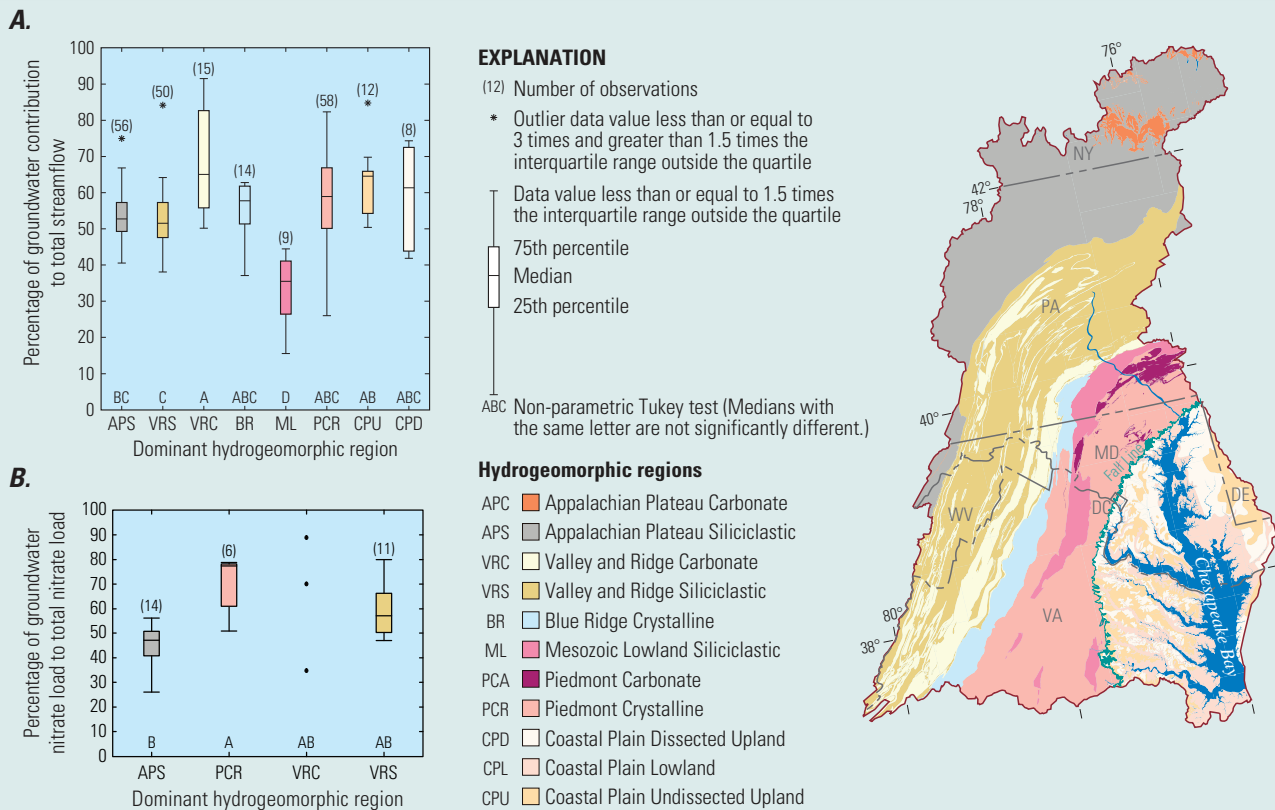 A.
Percentage of groundwater contribution
to total streamflow
100
90
80
70
60
50
40
30
20
10
0
(56)
(50)
(15)
(14)
(9)
(58)
(12)
(8)
*
*
*
BC C A ABC D ABC AB ABC
APS VRS VRC BR ML PCR CPU CPD
Dominant hydrogeomorphic region
B.
Percentage of groundwater
nitrate load to total nitrate load
100
90
80
70
60
50
40
30
20
10
0
(14)
(6)
(11)
B A AB AB
APS PCR VRC VRS
Dominant hydrogeomorphic region
EXPLANATION
(12) Number of observations
* Outlier data value less than or equal to
3 times and greater than 1.5 times the
interquartile range outside the quartile
Data value less than or equal to 1.5 times
the interquartile range outside the quartile
75th percentile
Median
25th percentile
ABC Non-parametric Tukey test (Medians with
the same letter are not significantly different.)
Hydrogeomorphic regions
APC Appalachian Plateau Carbonate
APS Appalachian Plateau Siliciclastic
VRC Valley and Ridge Carbonate
VRS Valley and Ridge Siliciclastic
BR Blue Ridge Crystalline
ML Mesozoic Lowland Siliciclastic
PCA Piedmont Carbonate
PCR Piedmont Crystalline
CPD Coastal Plain Dissected Upland
CPL Coastal Plain Lowland
CPU Coastal Plain Undissected Upland
76°
NY
42°
78°
PA
40°
MD
Fall Line
DE
WV
DC
Chesapeake Bay
80°
VA
38°